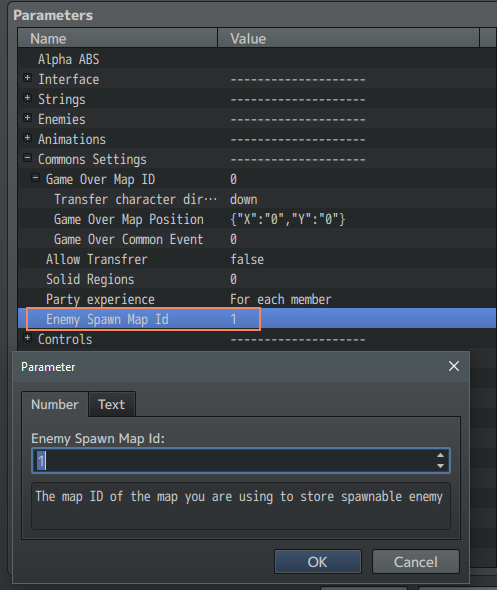 Parameters
Name Value
Alpha ABS
Interface --------------------
Strings --------------------
Enemies --------------------
Animations --------------------
Commons Settings --------------------
Game Over Map ID 0
Transfer character dir··· down
Game Over Map Position {"X":"0","Y":"0"}
Game Over Common Event 0
Allow Transfrer false
Solid Regions 0
Party experience For each member
Enemy Spawn Map Id 1
Controls --------------------
Parameter
Number Text
Enemy Spawn Map Id:
1
The map ID of the map you are using to store spawnable enemy
OK Cancel